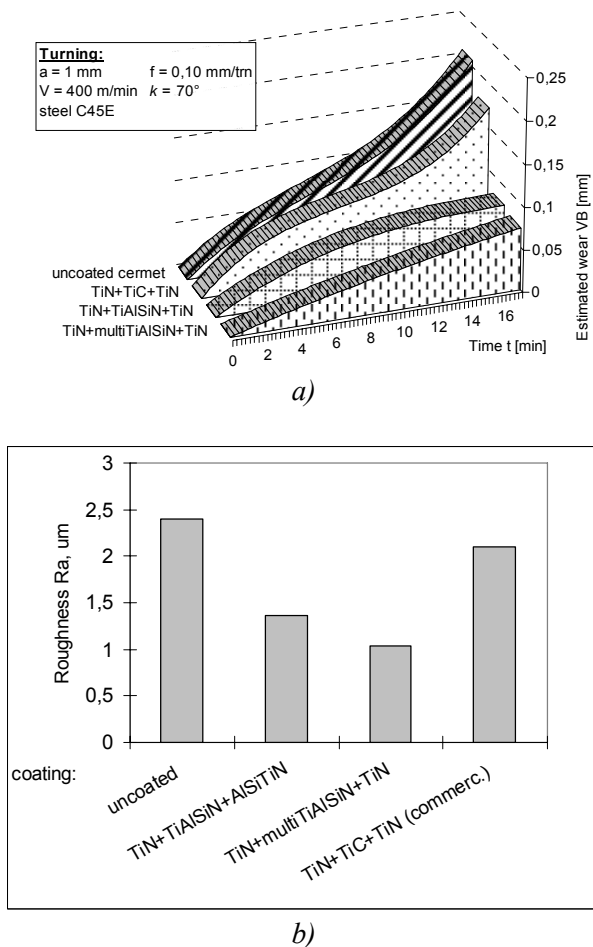 Turning:
a = 1 mm f = 0,10 mm/trn
V = 400 m/min k = 70°
steel C45E
0,25
0,2
0,15
0,1
0,05
0
Estimated wear VB [mm]
uncoated cermet
TiN+TiC+TiN
TiN+TiAlSiN+TiN
TiN+multiTiAlSiN+TiN
0 2 4 6 8 10 12 14 16
Time t [min]
a)
3
2,5
2
1,5
1
0,5
0
Roughness Ra, um
coating:
uncoated
TiN+TiAlSiN+AlSiTiN
TiN+multiTiAlSiN+TiN
TiN+TiC+TiN (commerc.)
b)